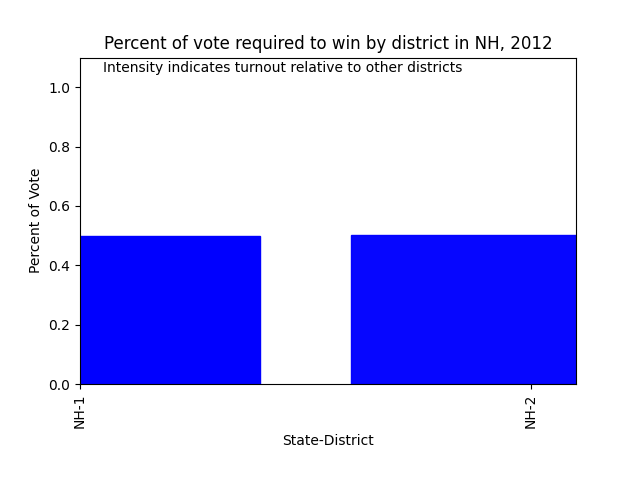 Percent of vote required to win by district in NH, 2012
Intensity indicates turnout relative to other districts
1.0
0.8
0.6
0.4
0.2
0.0
Percent of Vote
NH-1
NH-2
State-District